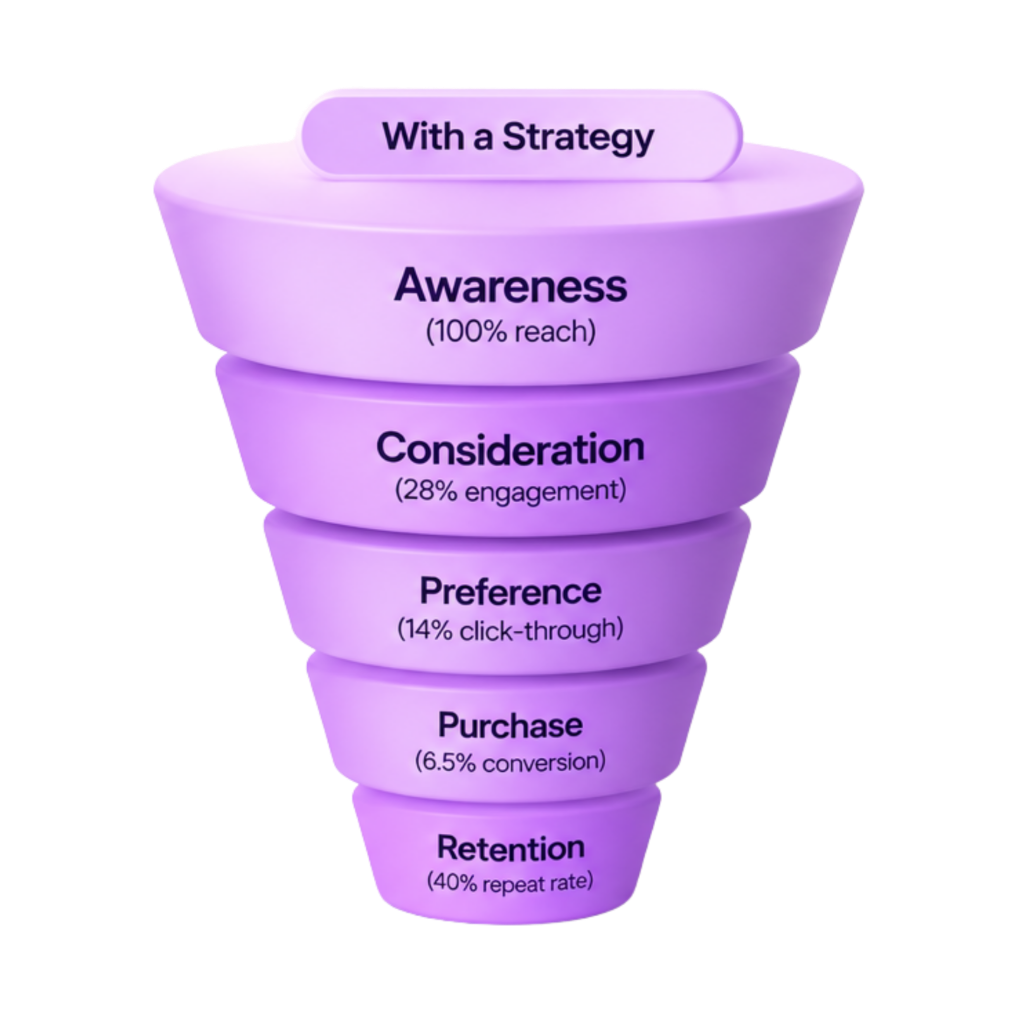 With a Strategy
Awareness
(100% reach)
Consideration
(28% engagement)
Preference
(14% click-through)
Purchase
(6.5% conversion)
Retention
(40% repeat rate)